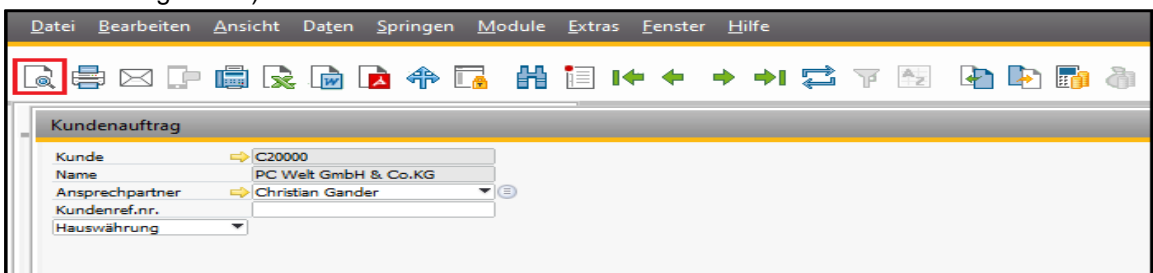 Datei Bearbeiten Ansicht Daten Springen Module Extras Fenster Hilfe
Kundenauftrag
Kunde C20000
Name PC Welt GmbH & Co.KG
Ansprechpartner Christian Gander
Kundenref.nr.
Hauswährung